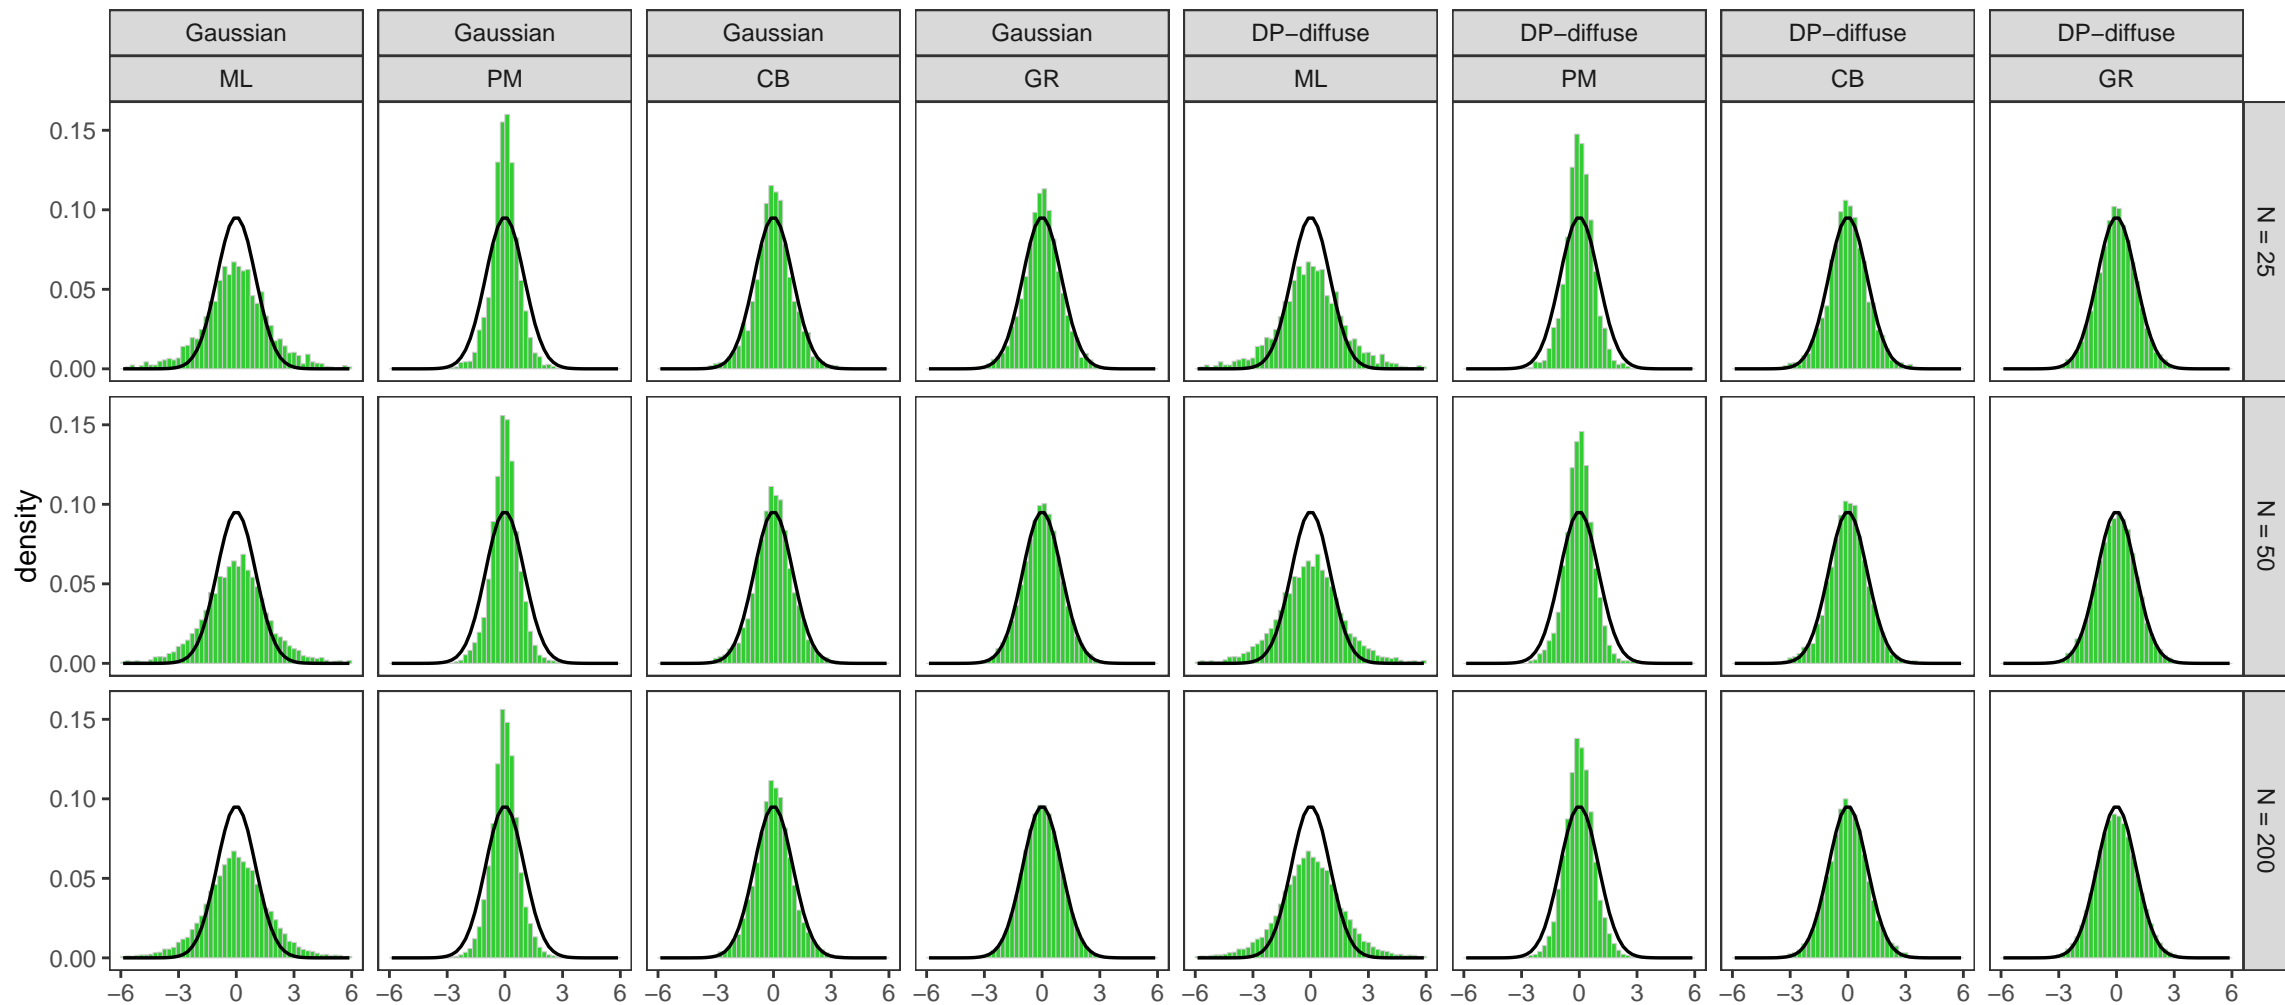 Gaussian Gaussian Gaussian Gaussian DP−diffuse DP−diffuse DP−diffuse DP−diffuse
ML PM CB GR ML PM CB GR
0.15
0.10
0.05
0.00
N = 25
0.15
0.10
0.05
0.00
N = 50
density
0.15
0.10
0.05
0.00
N = 200
−6 −3 0 3 6 −6 −3 0 3 6 −6 −3 0 3 6 −6 −3 0 3 6 −6 −3 0 3 6 −6 −3 0 3 6 −6 −3 0 3 6 −6 −3 0 3 6